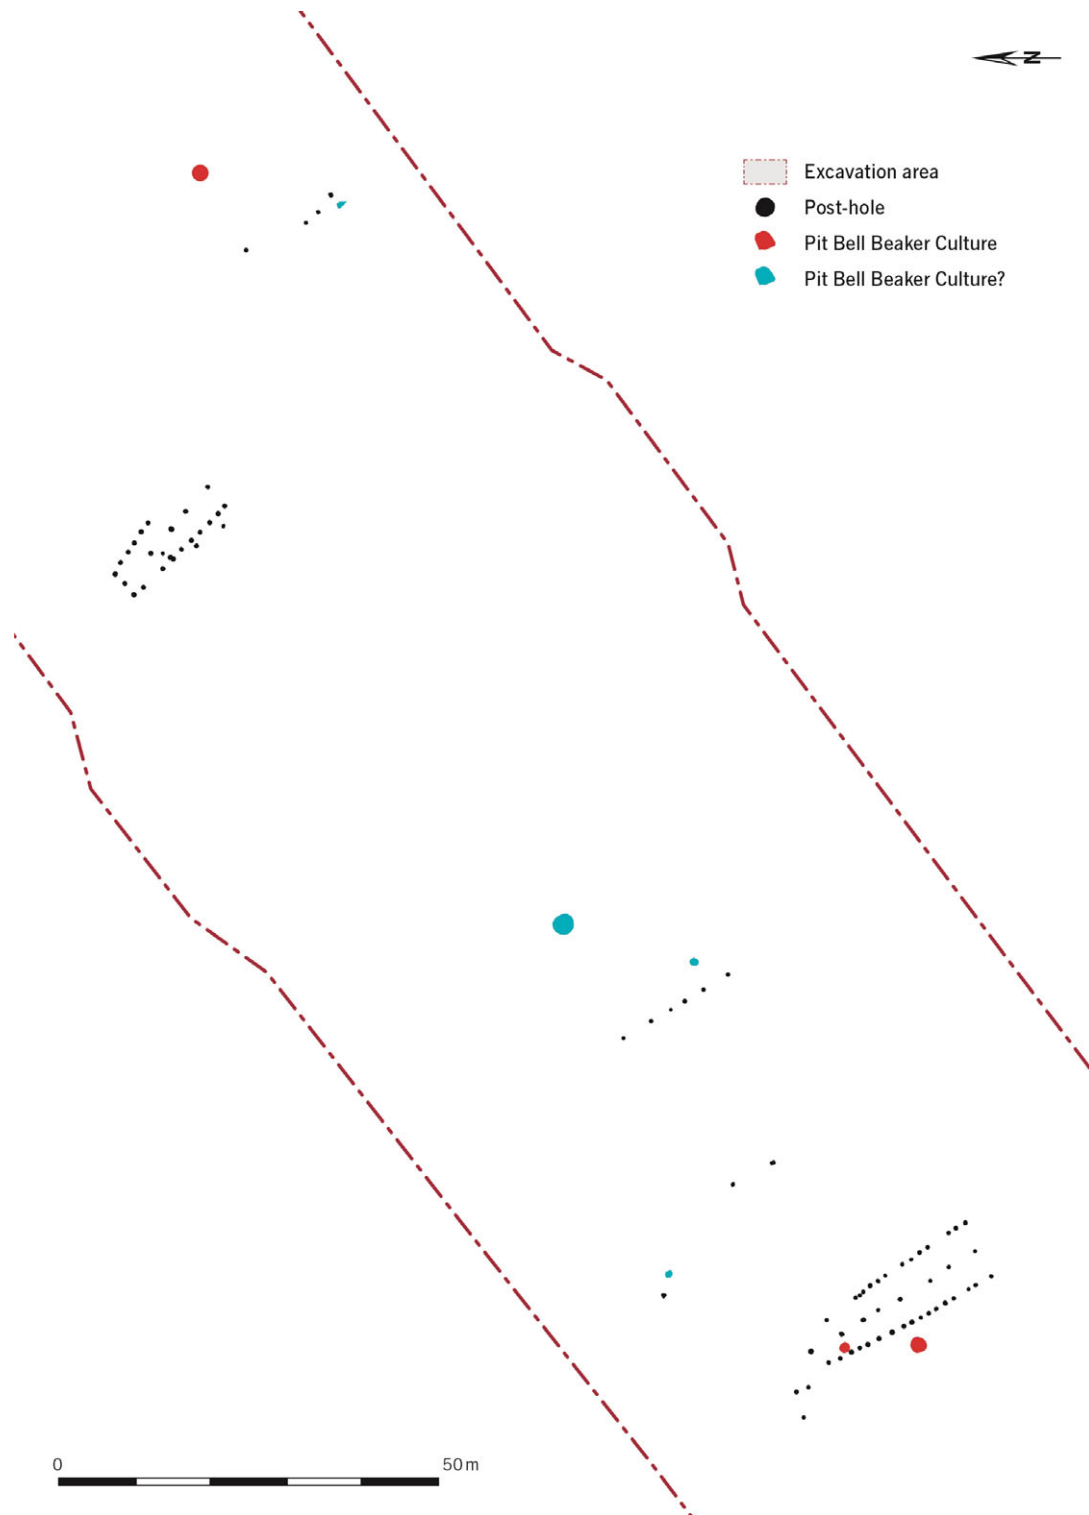 N
Excavation area
Post-hole
Pit Bell Beaker Culture
Pit Bell Beaker Culture?
0 50 m